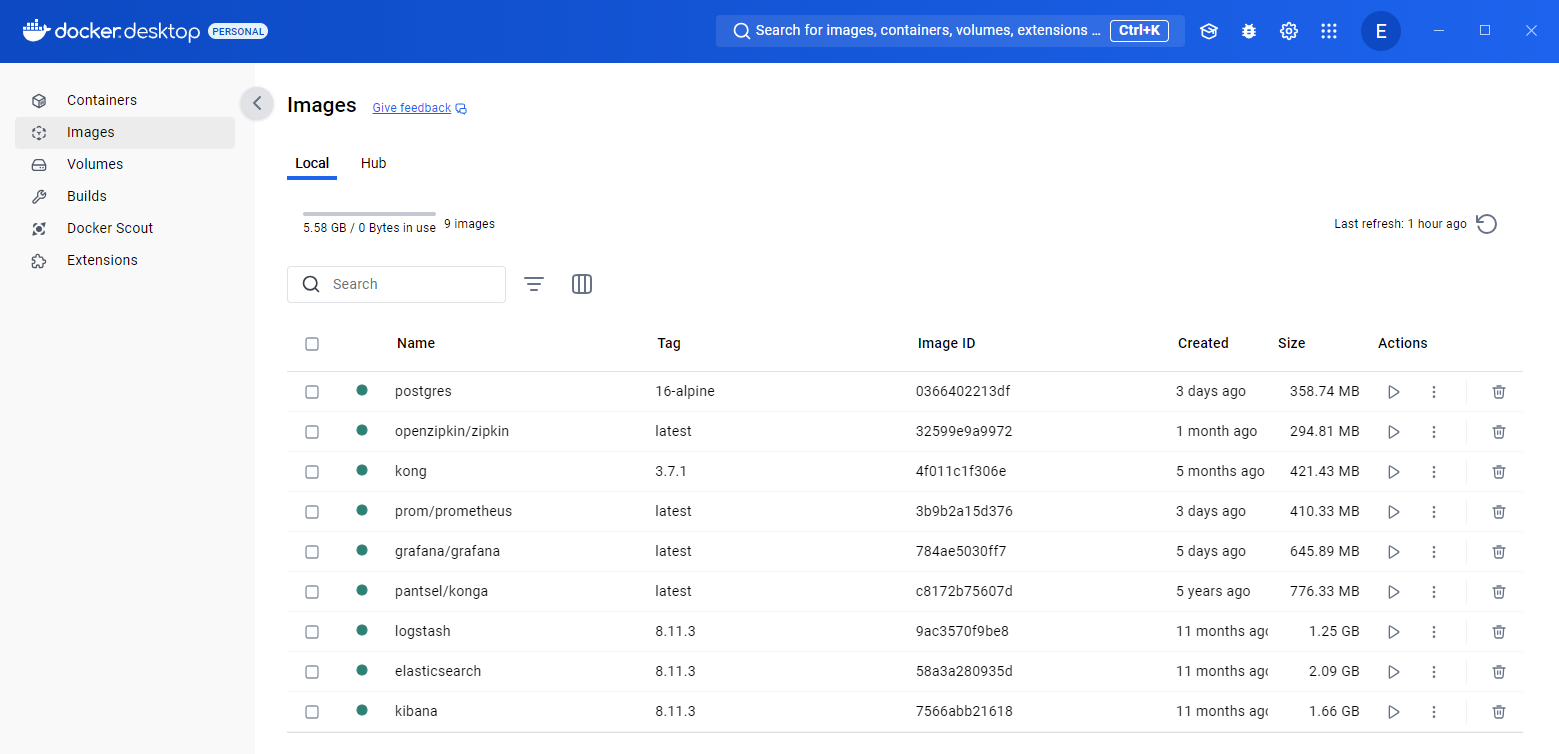 docker.desktop PERSONAL
Search for images, containers, volumes, extensions ... Ctrl+K
E
Containers
Images
Volumes
Builds
Docker Scout
Extensions
Images Give feedback
Local Hub
5.58 GB / 0 Bytes in use 9 images
Last refresh: 1 hour ago
Search
Name Tag Image ID Created Size Actions
postgres 16-alpine 0366402213df 3 days ago 358.74 MB
openzipkin/zipkin latest 32599e9a9972 1 month ago 294.81 MB
kong 3.7.1 4f011c1f306e 5 months ago 421.43 MB
prom/prometheus latest 3b9b2a15d376 3 days ago 410.33 MB
grafana/grafana latest 784ae5030ff7 5 days ago 645.89 MB
pantsel/konga latest c8172b75607d 5 years ago 776.33 MB
logstash 8.11.3 9ac3570f9be8 11 months ago 1.25 GB
elasticsearch 8.11.3 58a3a280935d 11 months ago 2.09 GB
kibana 8.11.3 7566abb21618 11 months ago 1.66 GB